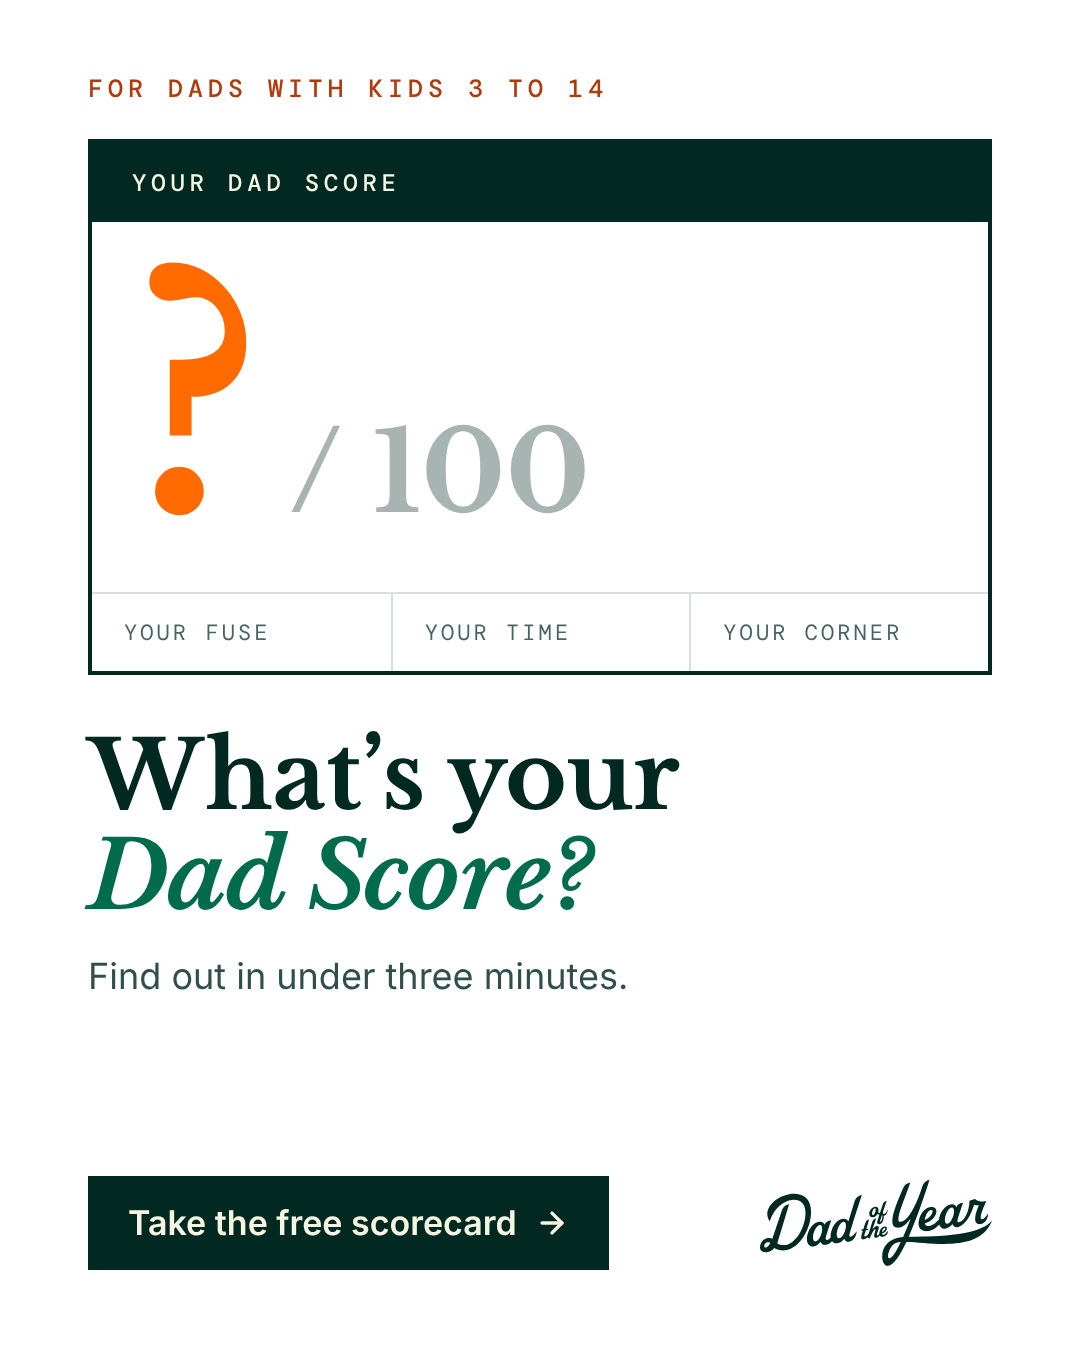 FOR DADS WITH KIDS 3 TO 14
YOUR DAD SCORE
? / 100
YOUR FUSE
YOUR TIME
YOUR CORNER
What’s your
Dad Score?
Find out in under three minutes.
Take the free scorecard →
Dad of the Year